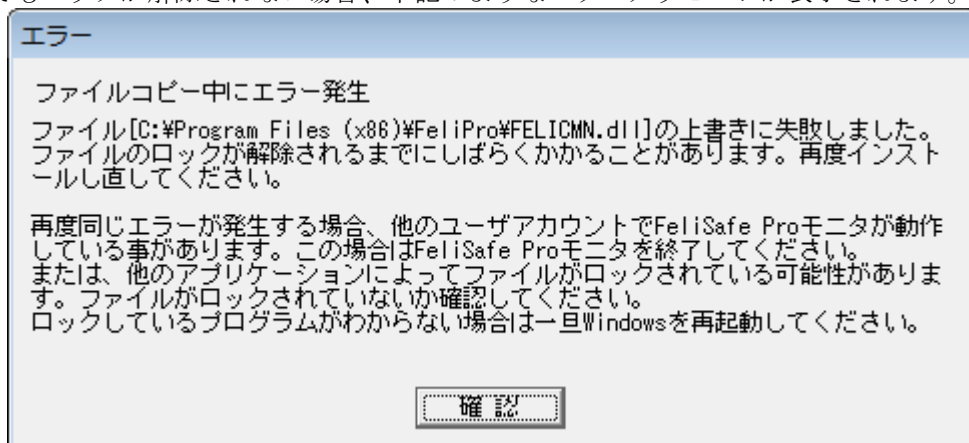 エラー
ファイルコピー中にエラー発生
ファイル[C:¥Program Files (x86)¥FeliPro¥FELICMN.dll]の上書きに失敗しました。
ファイルのロックが解除されるまでにしばらくかかることがあります。再度インスト
ールし直してください。
再度同じエラーが発生する場合、他のユーザアカウントでFeliSafe Proモニタが動作
している事があります。この場合はFeliSafe Proモニタを終了してください。
または、他のアプリケーションによってファイルがロックされている可能性がありま
す。ファイルがロックされていないか確認してください。
ロックしているプログラムがわからない場合は一旦Windowsを再起動してください。
確 認